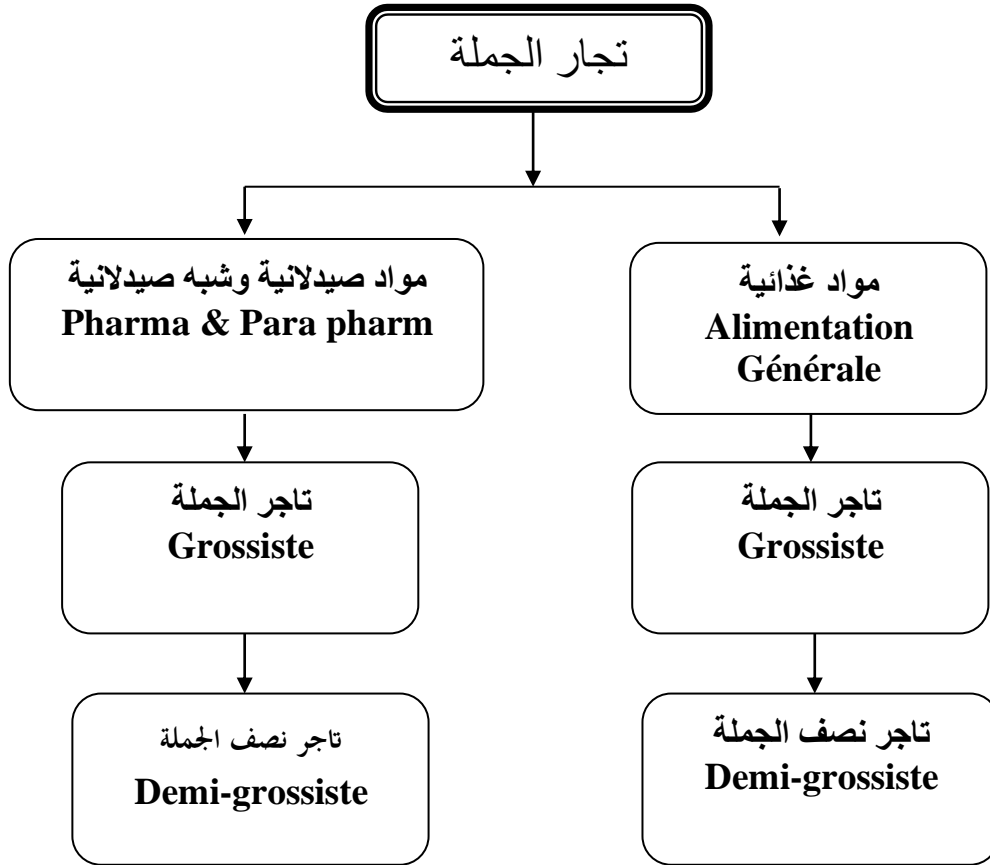 تجار الجملة
مواد غذائية
Alimentation
Générale
مواد صيدلانية وشبه صيدلانية
Pharma & Para pharm
تاجر الجملة
Grossiste
تاجر الجملة
Grossiste
تاجر نصف الجملة
Demi-grossiste
تاجر نصف الجملة
Demi-grossiste